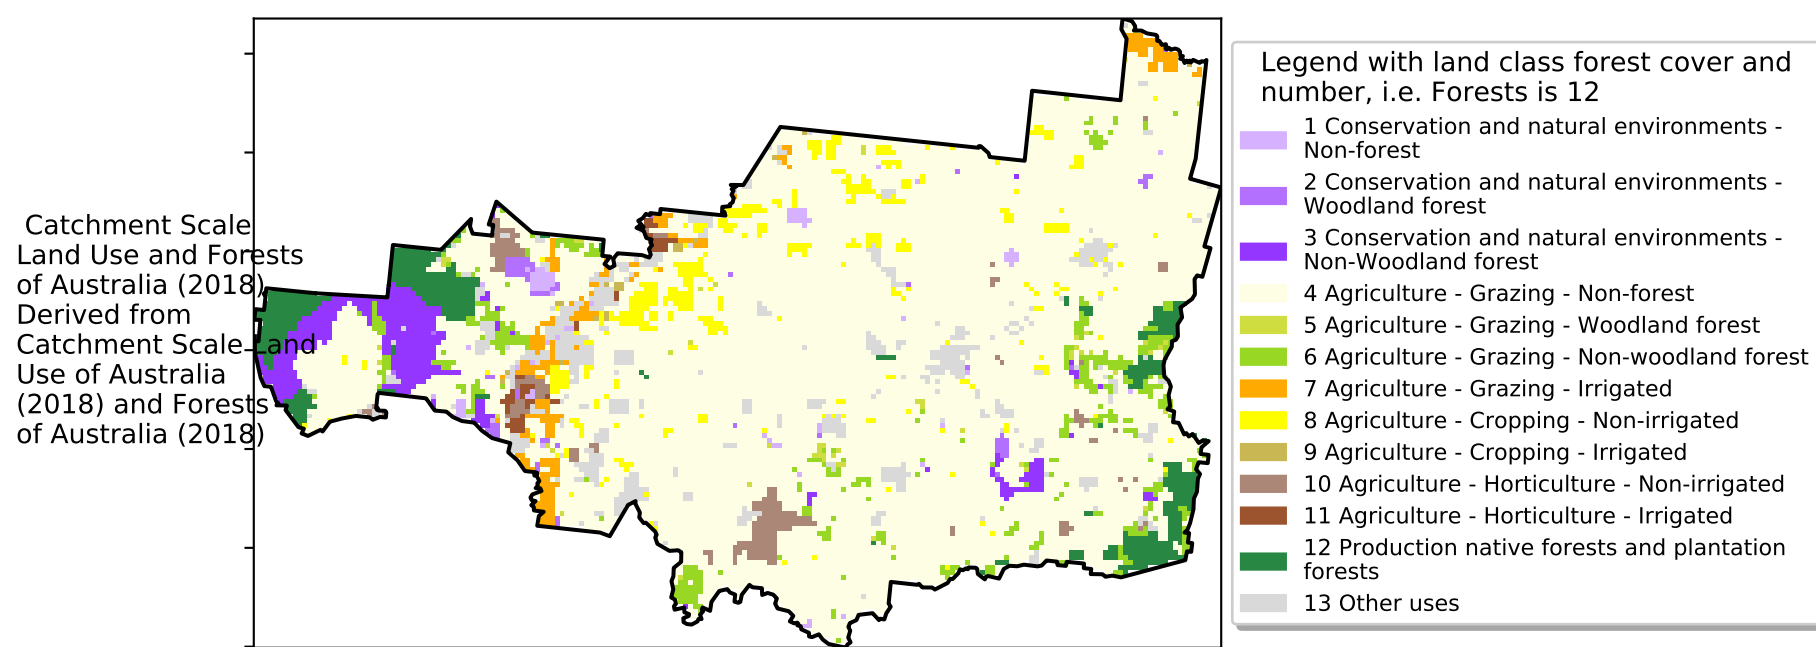 Catchment Scale
Land Use and Forests
of Australia (2018)
Derived from
Catchment Scale Land
Use of Australia
(2018) and Forests
of Australia (2018)
Legend with land class forest cover and
number, i.e. Forests is 12
1 Conservation and natural environments -
Non-forest
2 Conservation and natural environments -
Woodland forest
3 Conservation and natural environments -
Non-Woodland forest
4 Agriculture - Grazing - Non-forest
5 Agriculture - Grazing - Woodland forest
6 Agriculture - Grazing - Non-woodland forest
7 Agriculture - Grazing - Irrigated
8 Agriculture - Cropping - Non-irrigated
9 Agriculture - Cropping - Irrigated
10 Agriculture - Horticulture - Non-irrigated
11 Agriculture - Horticulture - Irrigated
12 Production native forests and plantation
forests
13 Other uses